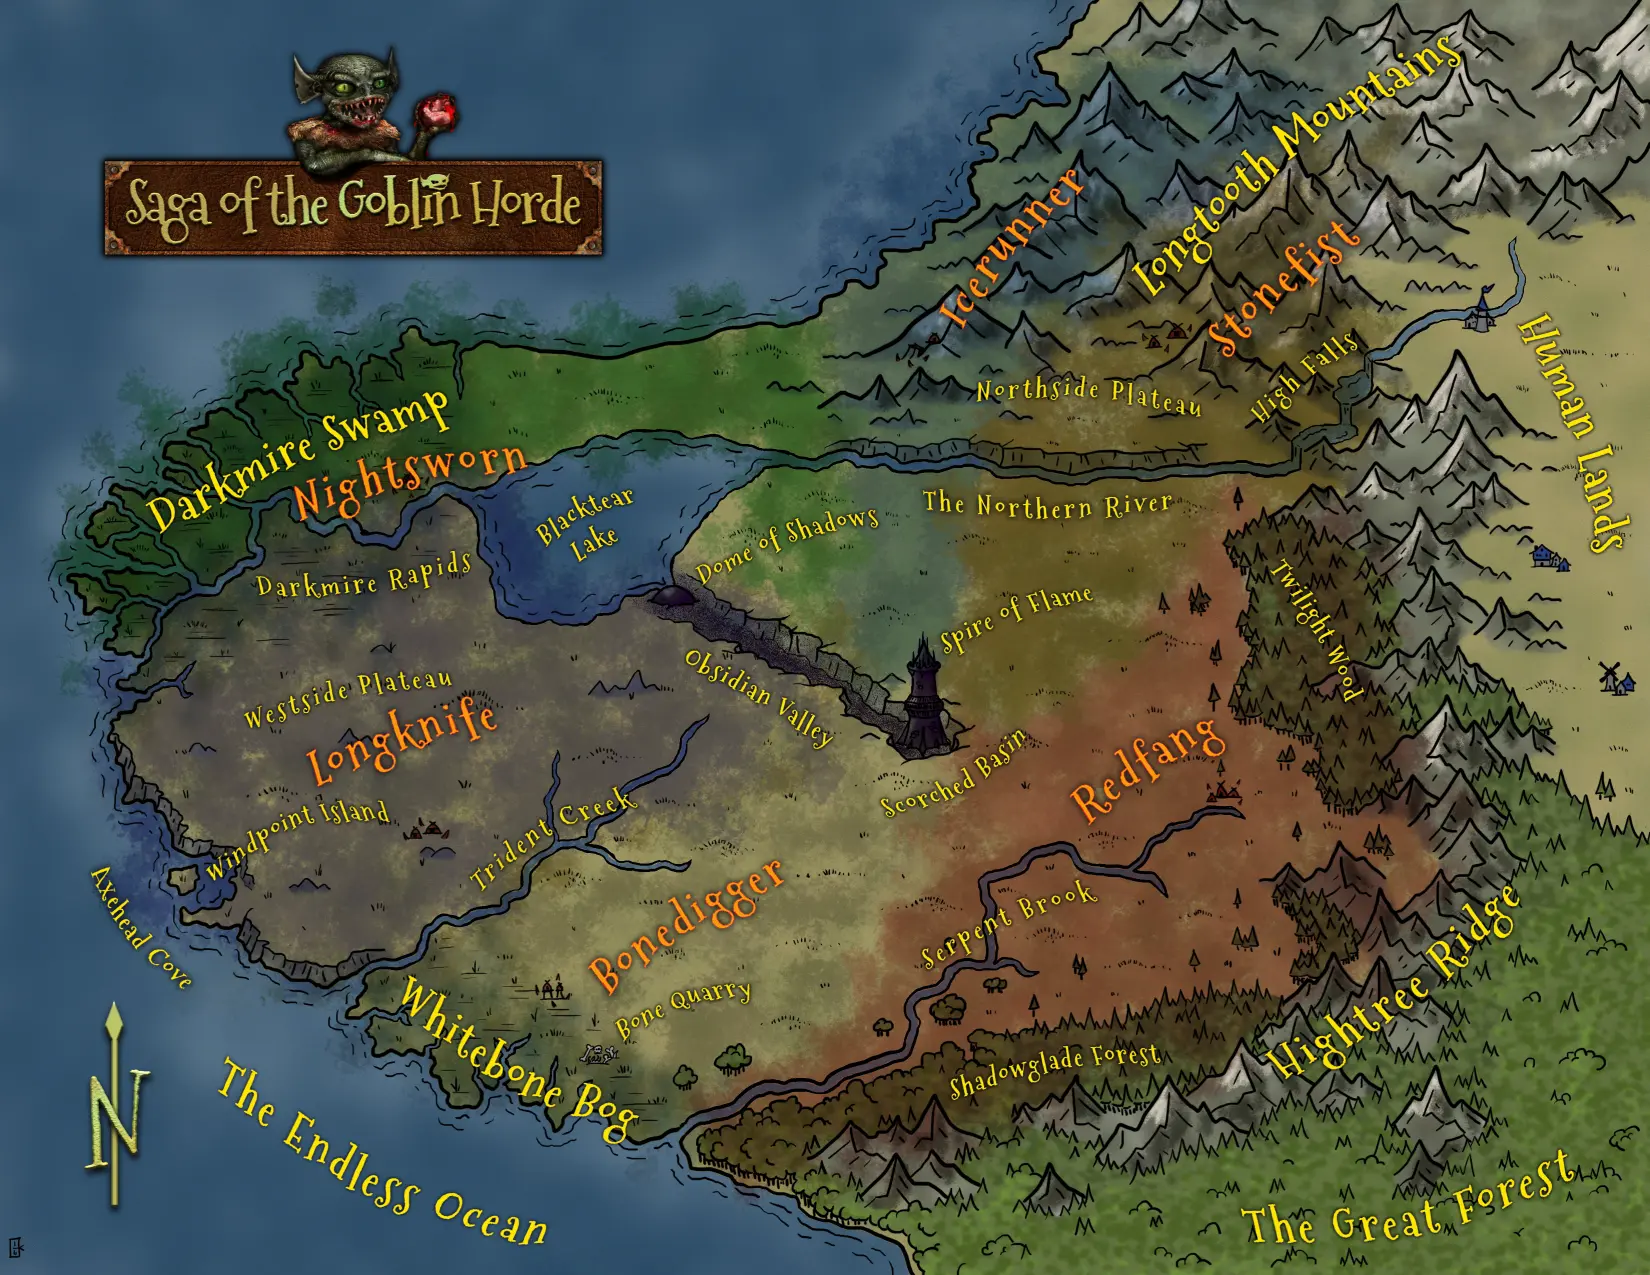 Saga of the Goblin Horde
Longtooth Mountains
Icerunner
Stonefist
High Falls
Northside Plateau
Human Lands
Darkmire Swamp
Nightsworn
Blacktear
Lake
Dome of Shadows
The Northern River
Darkmire Rapids
Spire of Flame
Twilight Wood
Westside Plateau
Longknife
Obsidian Valley
Scorched Basin
Redfang
Windpoint Island
Trident Creek
Axehead Cove
Bonedigger
Serpent Brook
Bone Quarry
Whitebone Bog
Shadowglade Forest
Hightree Ridge
N
The Endless Ocean
The Great Forest